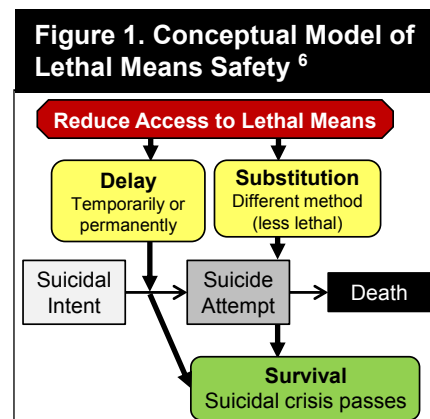 Figure 1. Conceptual Model of
Lethal Means Safety 6
Reduce Access to Lethal Means
Delay
Temporarily or
permanently
Substitution
Different method
(less lethal)
Suicidal
Intent
Suicide
Attempt
Death
Survival
Suicidal crisis passes